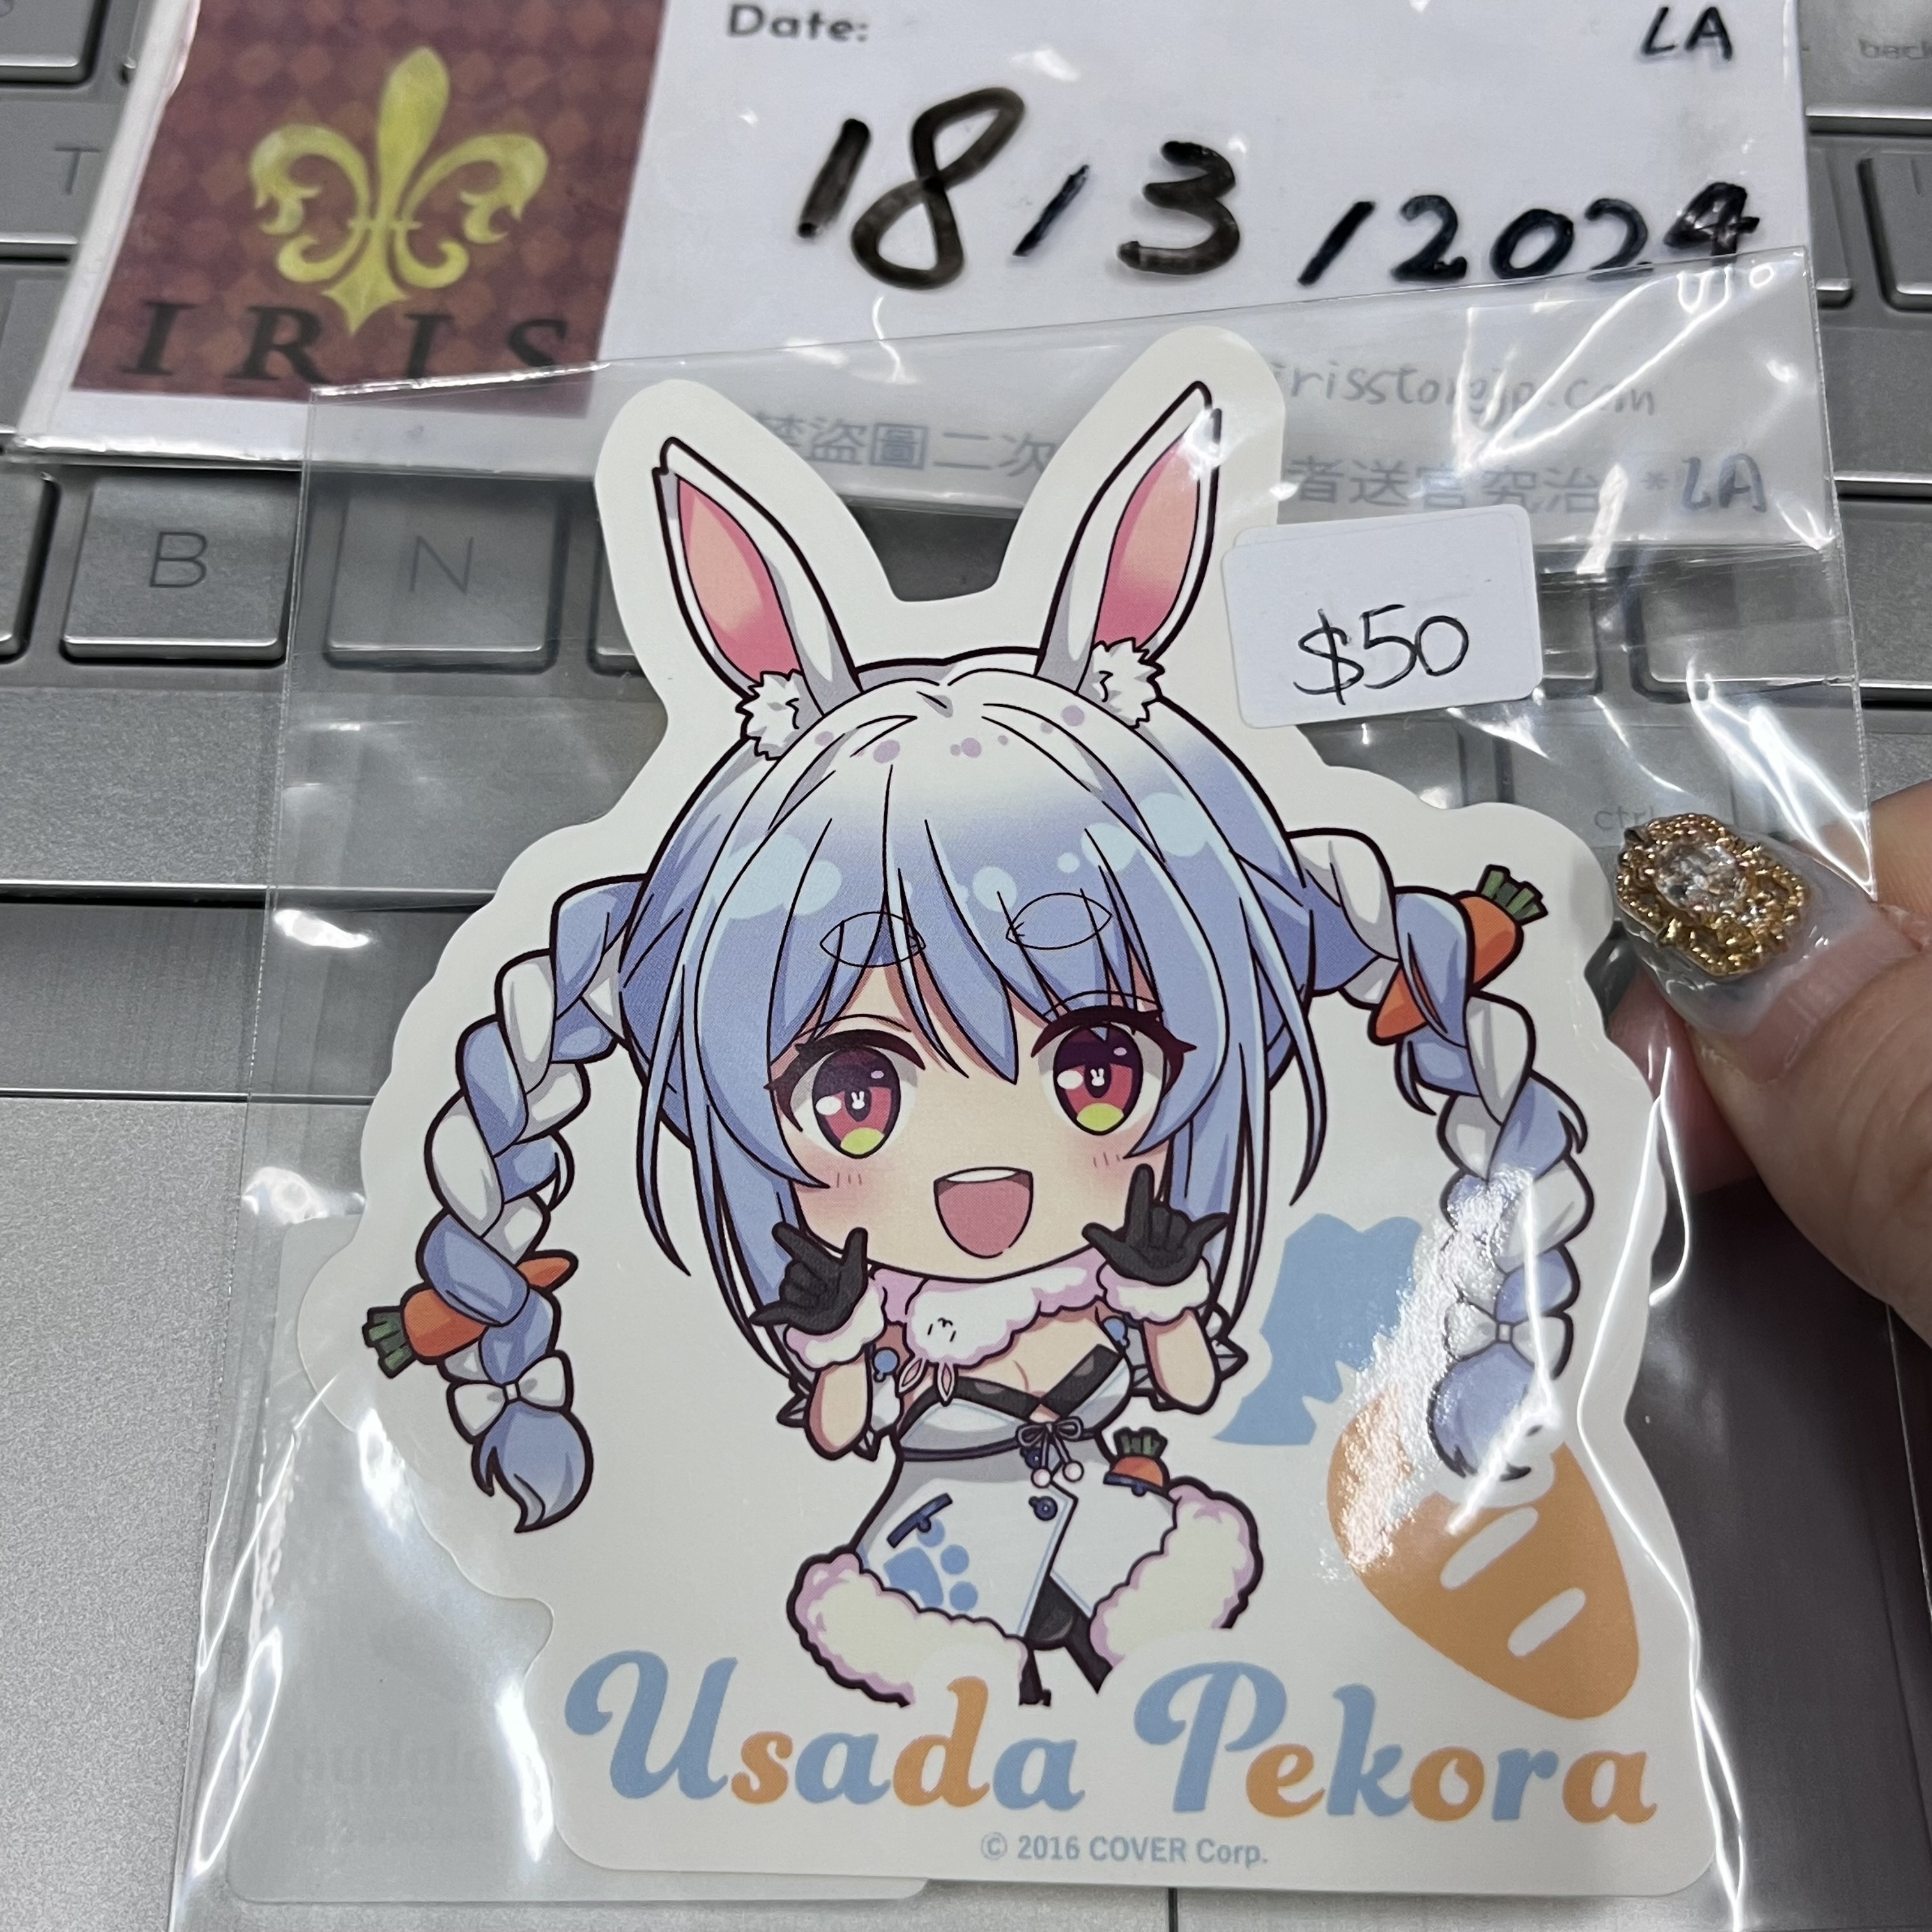 Date:
LA
18/3/2024
IRIS
irisstorejp.com
禁盜圖二次
者送官究治 * LA
$50
T
B
N
ctrl
Usada Pekora
© 2016 COVER Corp.